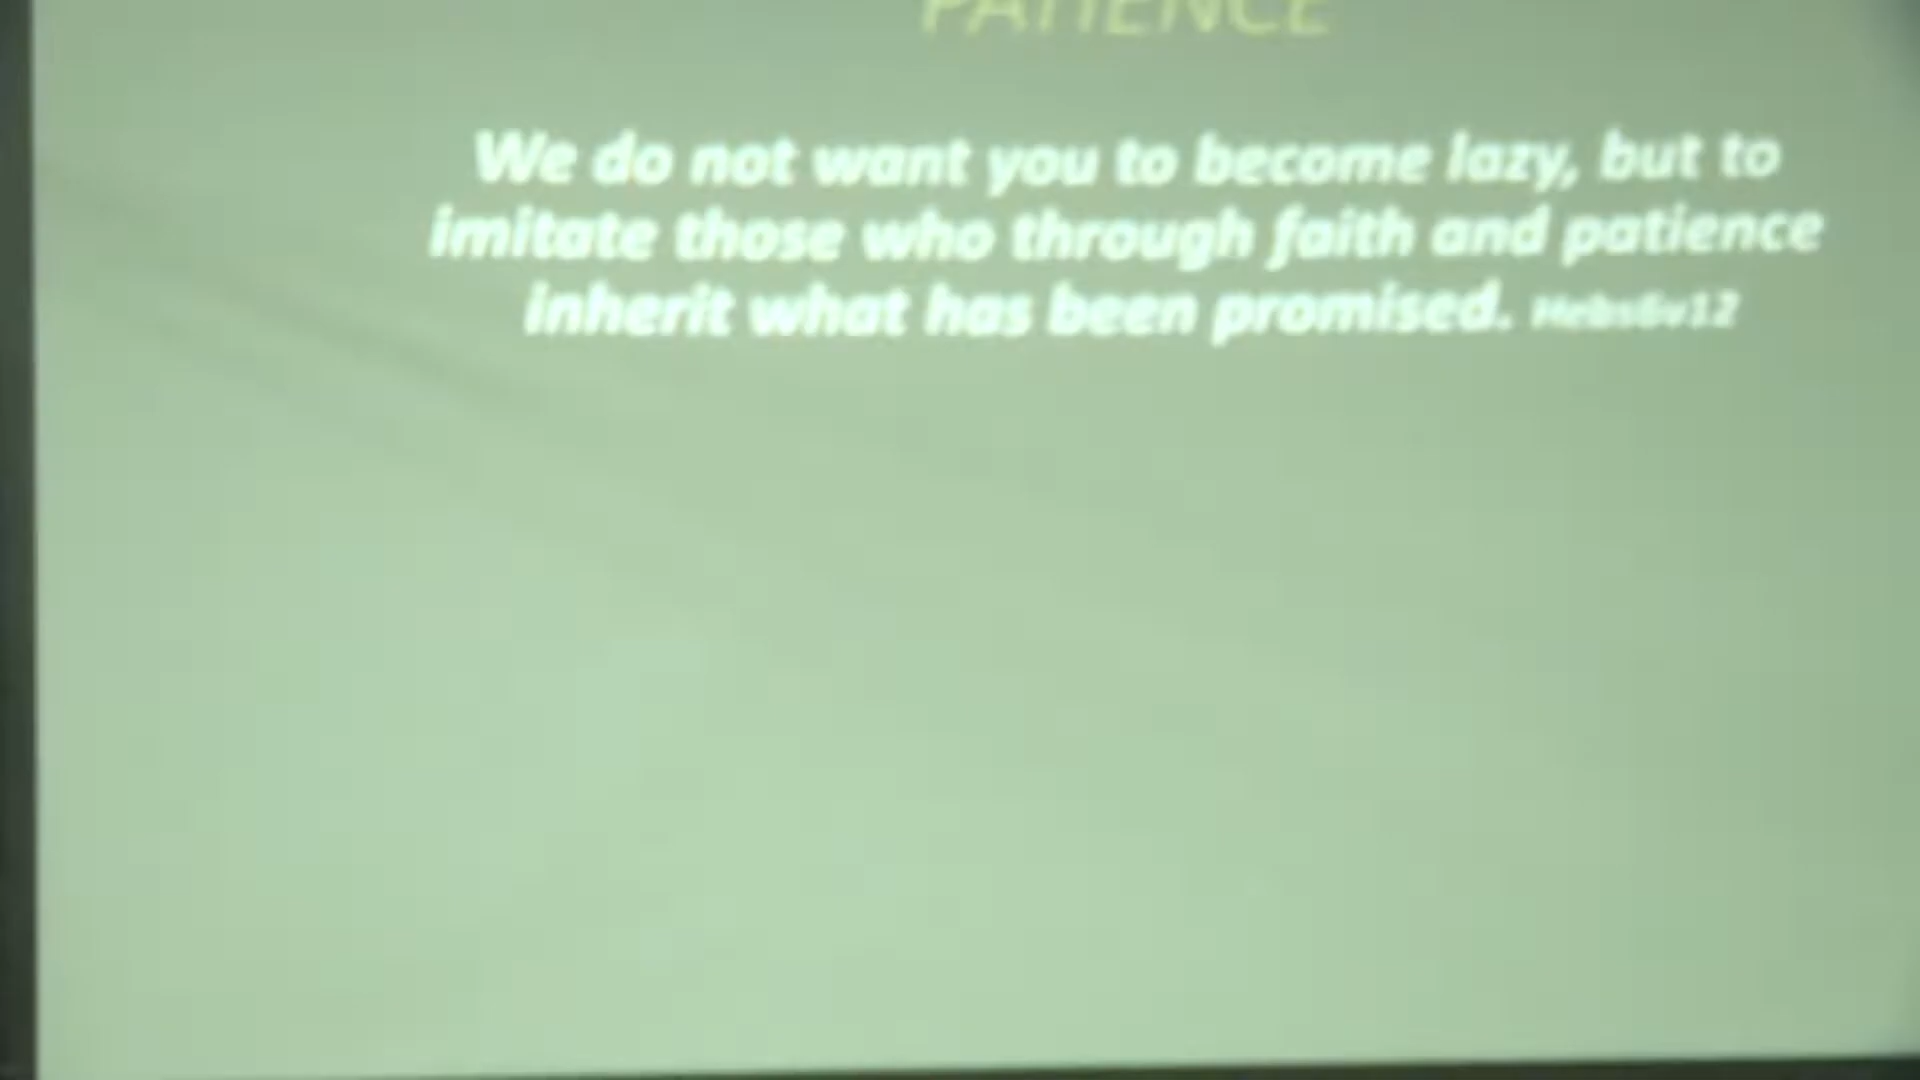 PATIENCE
We do not want you to become lazy, but to
imitate those who through faith and patience
inherit what has been promised. Hebs6v12